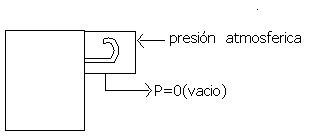 presión atmosferica
P=0(vacio)